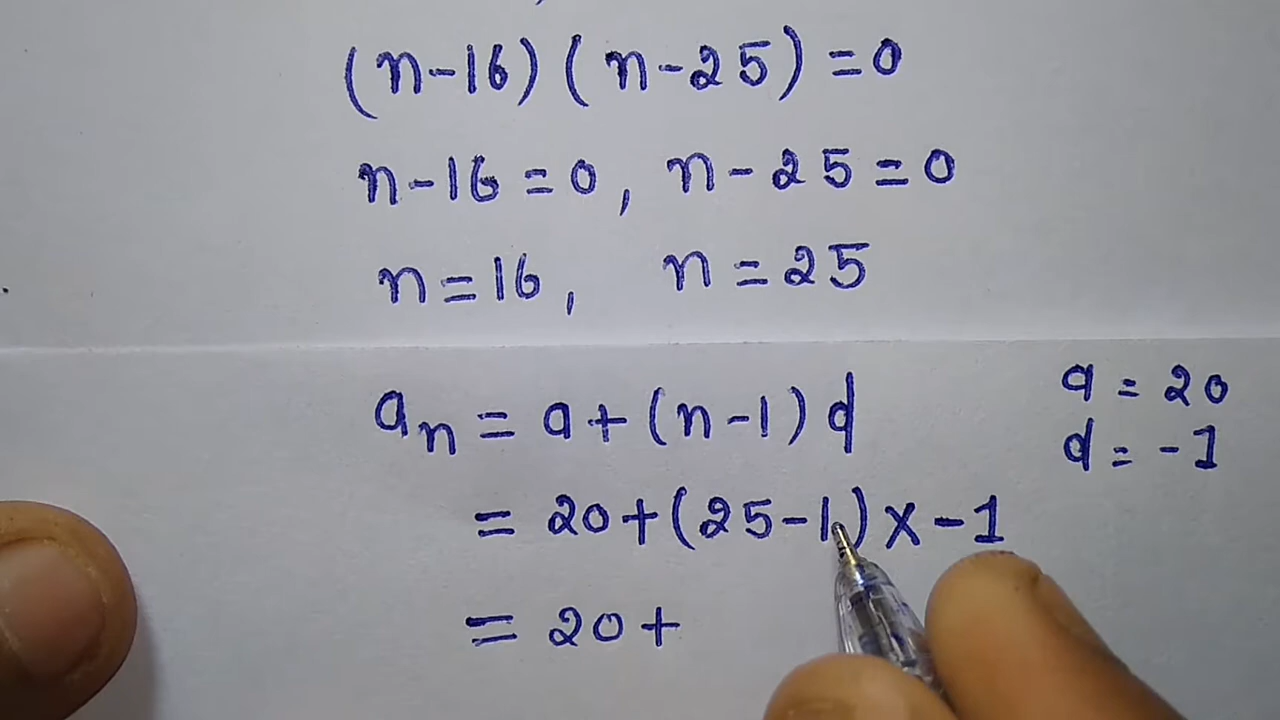 (n-16)(n-25)=0
n-16=0, n-25=0
n=16, n=25
a = 20
d = -1
aₙ = a+(n-1)d
= 20+(25-1)×-1
= 20+